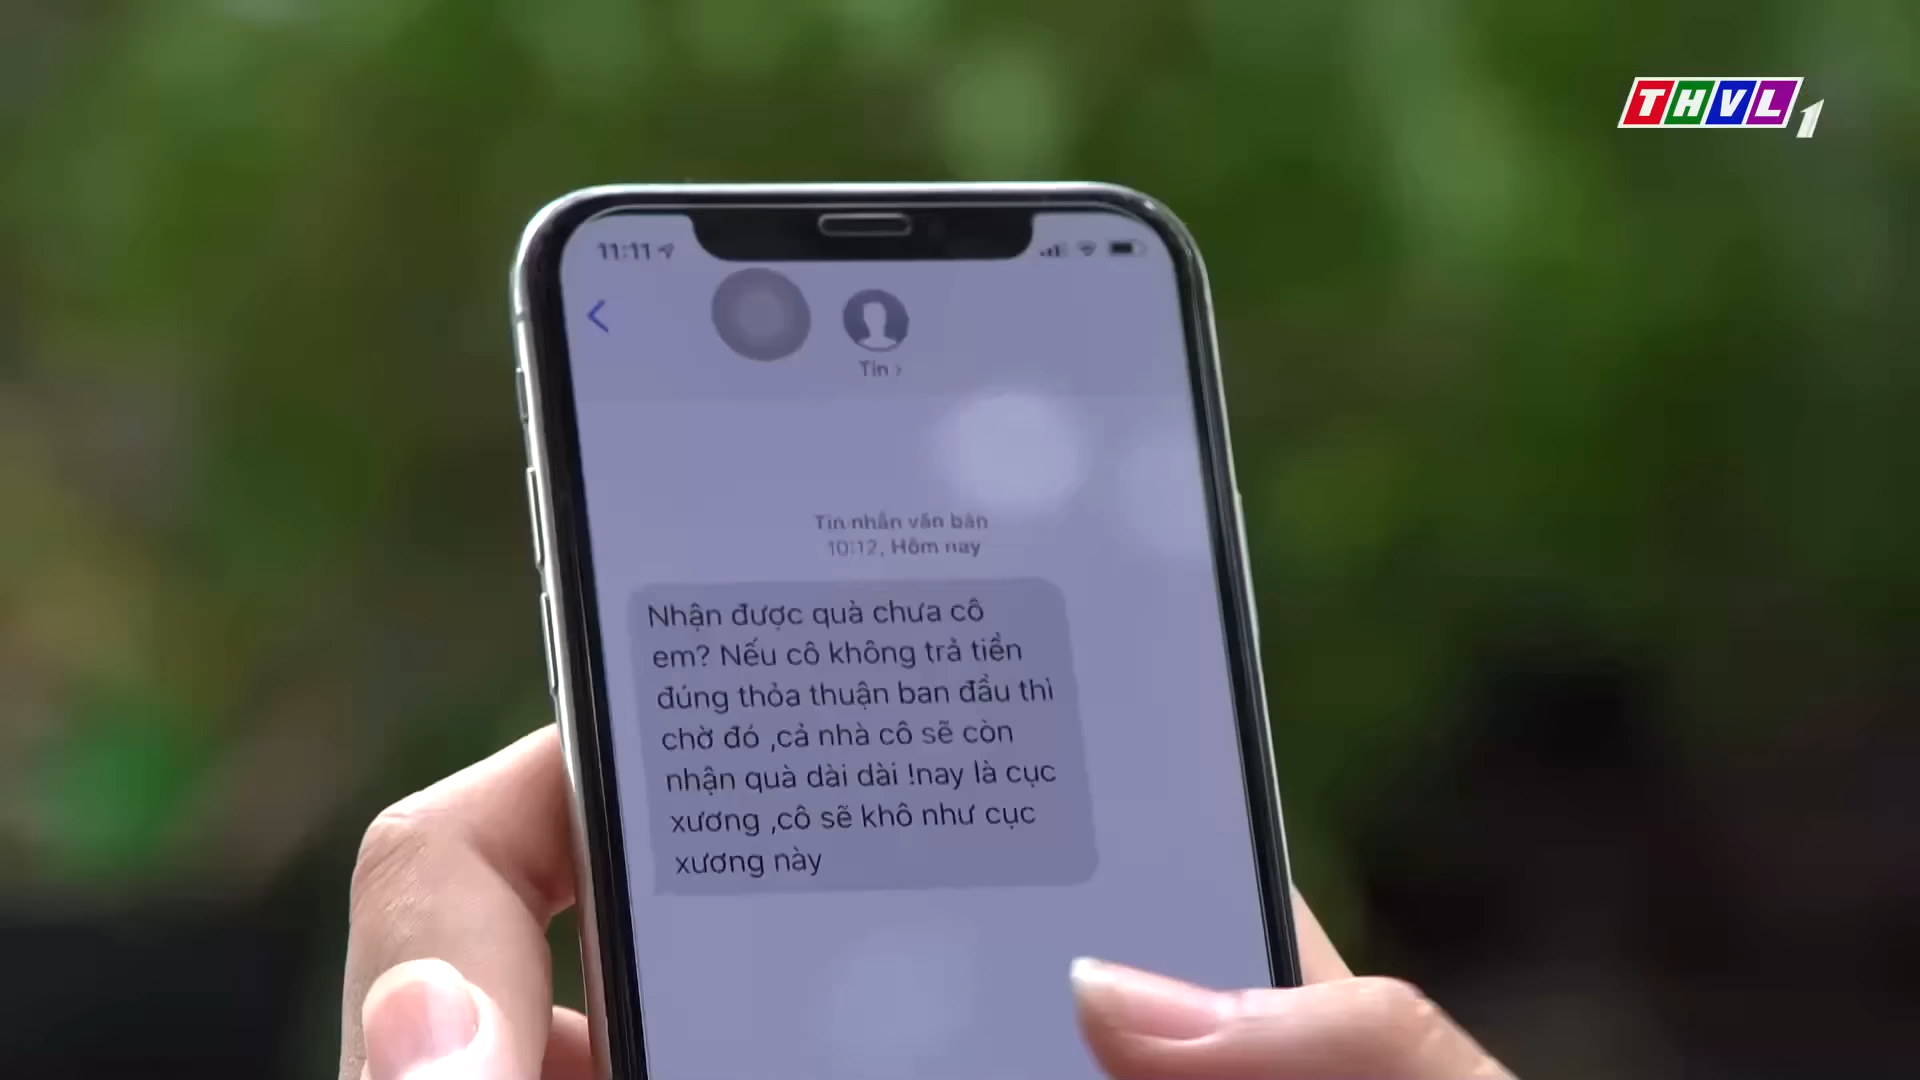 THVL1
11:11
Tín
Tin nhắn văn bản
10:12, Hôm nay
Nhận được quà chưa cô
em? Nếu cô không trả tiền
đúng thỏa thuận ban đầu thì
chờ đó ,cả nhà cô sẽ còn
nhận quà dài dài !nay là cục
xương ,cô sẽ khô như cục
xương này